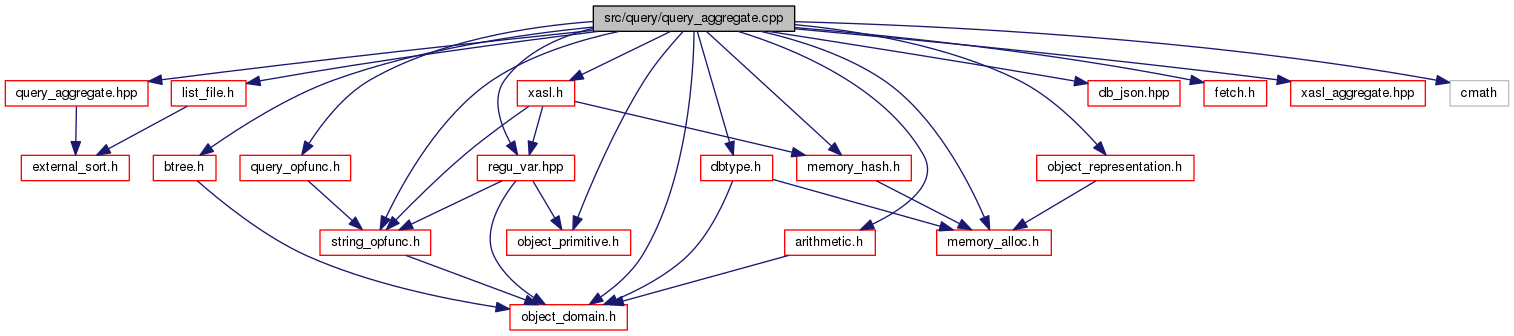 src/query/query_aggregate.cpp
query_aggregate.hpp
list_file.h
xasl.h
db_json.hpp
fetch.h
xasl_aggregate.hpp
cmath
external_sort.h
btree.h
query_opfunc.h
regu_var.hpp
dbtype.h
memory_hash.h
object_representation.h
string_opfunc.h
object_primitive.h
arithmetic.h
memory_alloc.h
object_domain.h